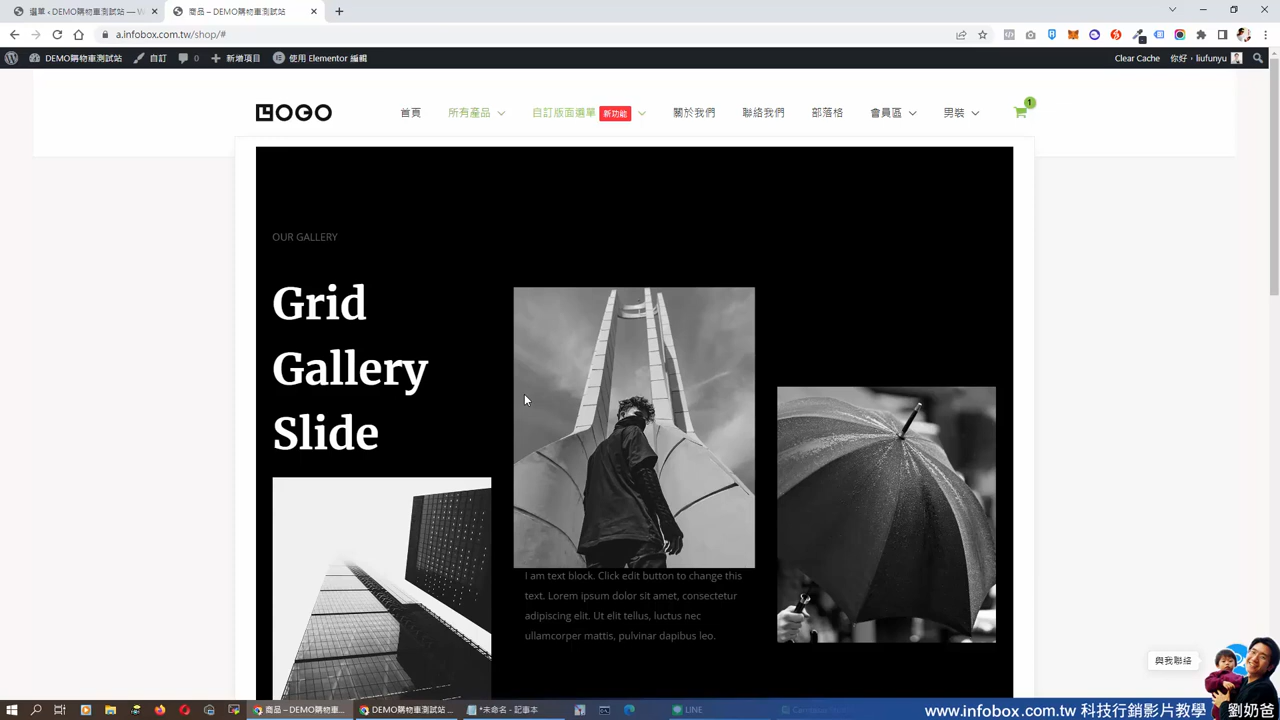 選單 ‹ DEMO購物車測試站 — W
商品 – DEMO購物車測試站
a.infobox.com.tw/shop/#
DEMO購物車測試站
自訂
0
新增項目
使用 Elementor 編輯
Clear Cache
你好，liufunyu
LOGO
首頁
所有產品
自訂版面選單
新功能
關於我們
聯絡我們
部落格
會員區
男裝
1
OUR GALLERY
Grid
Gallery
Slide
I am text block. Click edit button to change this
text. Lorem ipsum dolor sit amet, consectetur
adipiscing elit. Ut elit tellus, luctus nec
ullamcorper mattis, pulvinar dapibus leo.
與我聯絡
商品 – DEMO購物車...
DEMO購物車測試站 ...
*未命名 - 記事本
LINE
www.infobox.com.tw 科技行銷影片教學
劉奶爸